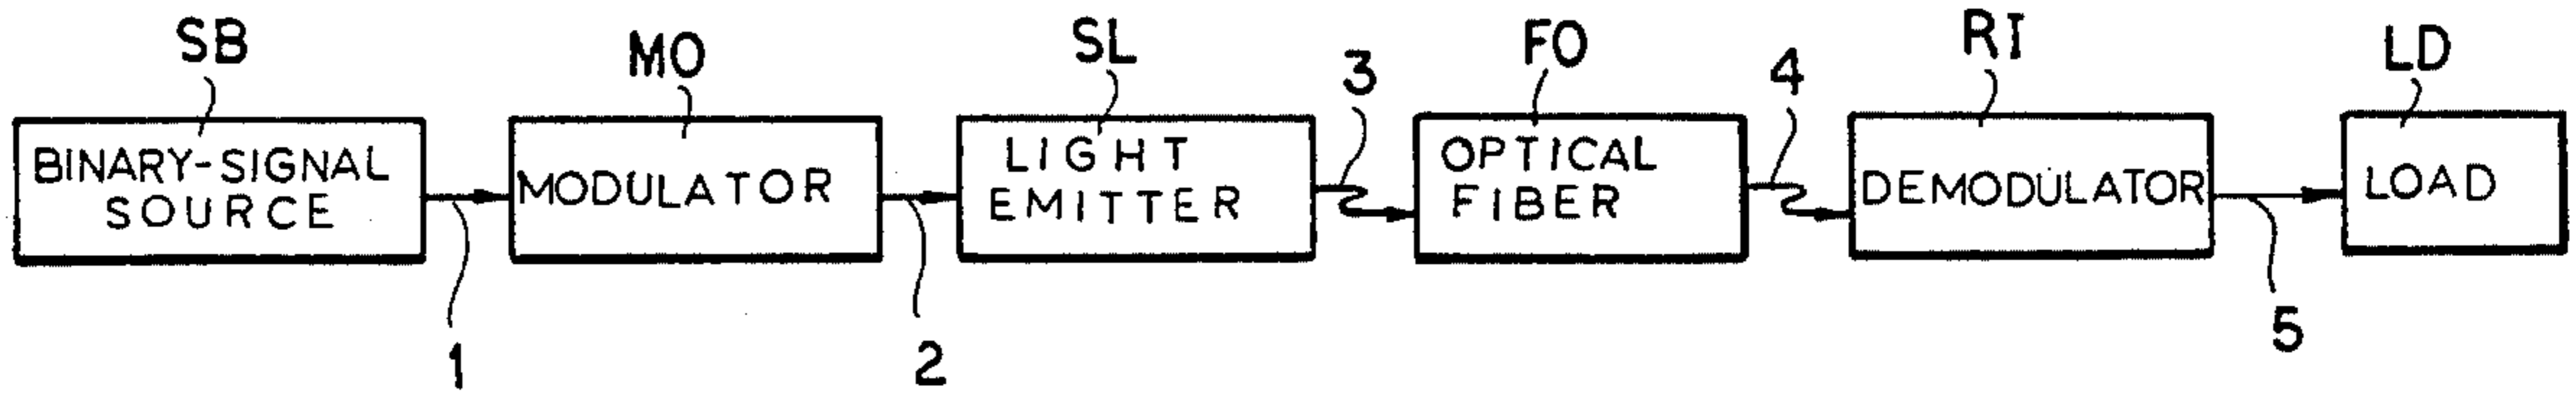 SB
MO
SL
3
FO
4
RI
LD
BINARY-SIGNAL
SOURCE
MODULATOR
LIGHT
EMITTER
OPTICAL
FIBER
DEMODULATOR
LOAD
1
2
5